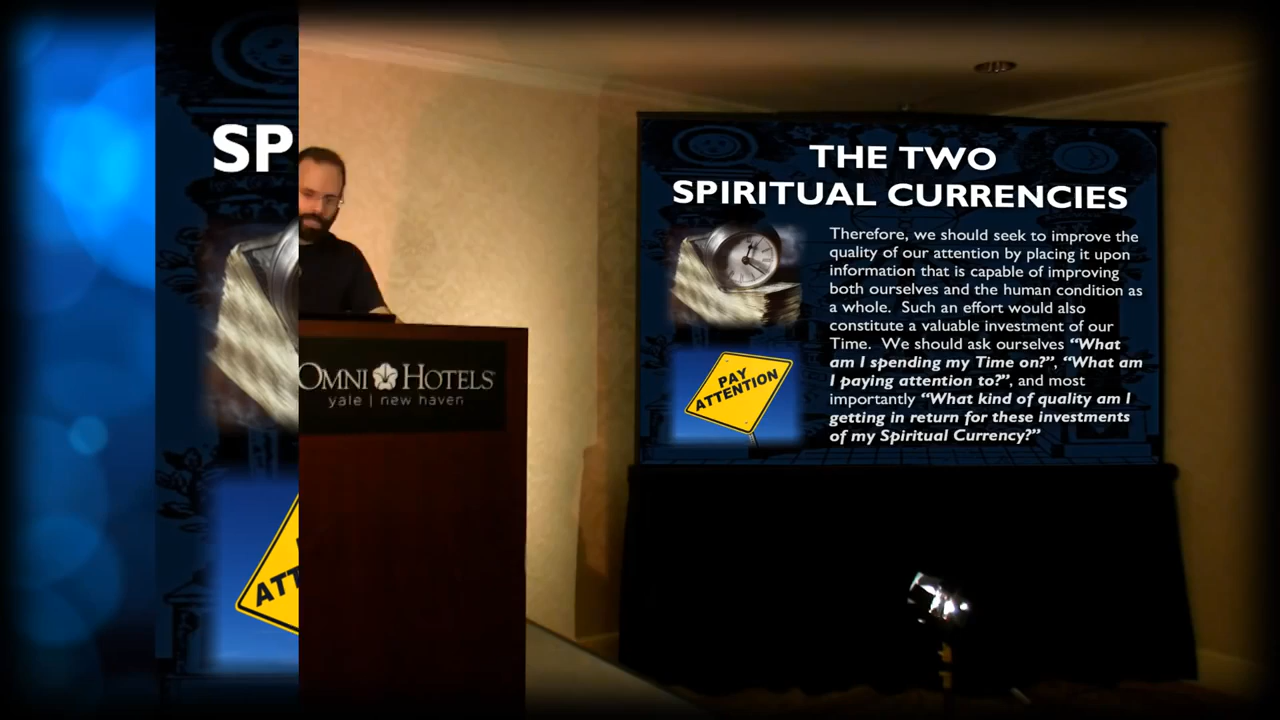 SP
ATT
OMNI HOTELS
yale | new haven
THE TWO
SPIRITUAL CURRENCIES
Therefore, we should seek to improve the
quality of our attention by placing it upon
information that is capable of improving
both ourselves and the human condition as
a whole. Such an effort would also
constitute a valuable investment of our
Time. We should ask ourselves “What
am I spending my Time on?”, “What am
I paying attention to?”, and most
importantly “What kind of quality am I
getting in return for these investments
of my Spiritual Currency?”
PAY
ATTENTION